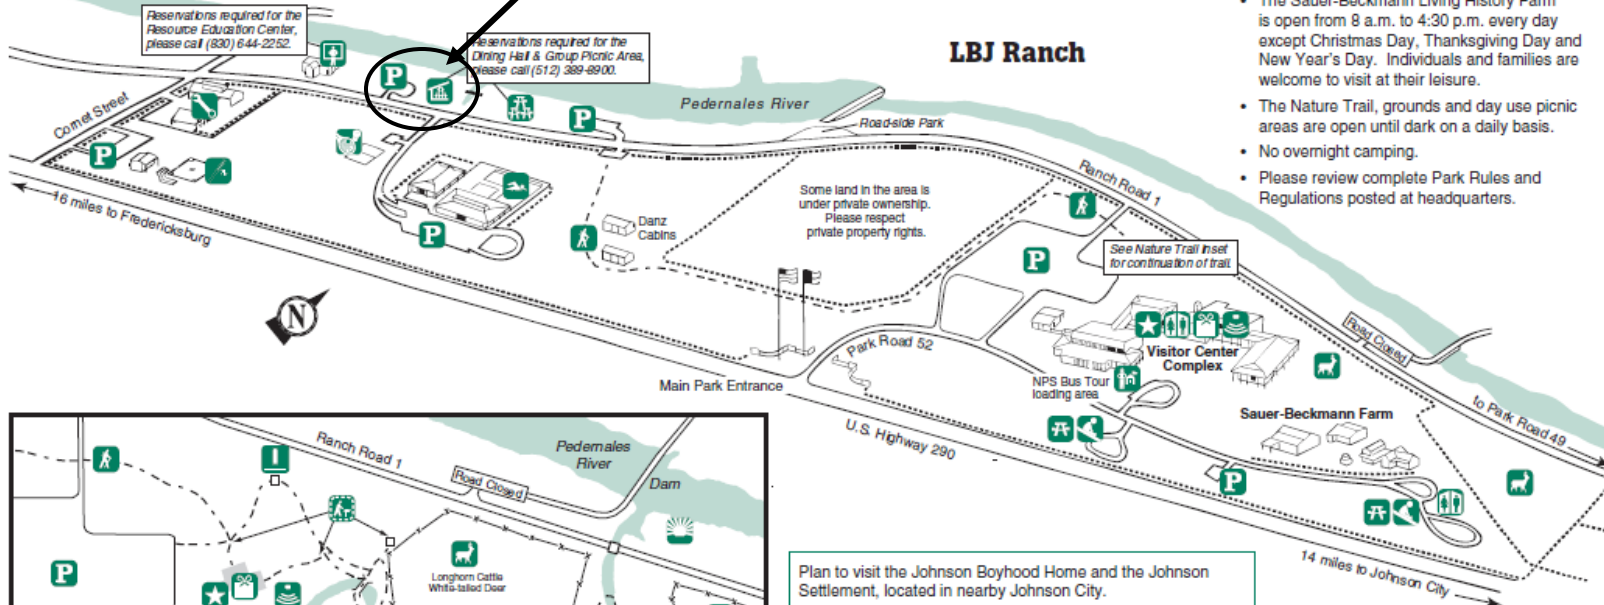 Reservations required for the
Resource Education Center,
please call (830) 644-2252.
Reservations required for the
Dining Hall & Group Picnic Area,
please call (512) 389-8900.
LBJ Ranch
• The Sauer-Beckmann Living History Farm
is open from 8 a.m. to 4:30 p.m. every day
except Christmas Day, Thanksgiving Day and
New Year's Day. Individuals and families are
welcome to visit at their leisure.
• The Nature Trail, grounds and day use picnic
areas are open until dark on a daily basis.
• No overnight camping.
• Please review complete Park Rules and
Regulations posted at headquarters.
P
Pedernales River
Comet Street
P
Road-side Park
P
Ranch Road 1
16 miles to Fredericksburg
P
Danz
Cabins
Some land in the area is
under private ownership.
Please respect
private property rights.
P
See Nature Trail Inset
for continuation of trail.
N
Park Road 52
Visitor Center
Complex
Road Closed
Main Park Entrance
NPS Bus Tour
loading area
Sauer-Beckmann Farm
to Park Road 49
U.S. Highway 290
P
14 miles to Johnson City
Ranch Road 1
Pedernales
River
Road Closed
Dam
P
Longhorn Cattle
White-tailed Deer
Plan to visit the Johnson Boyhood Home and the Johnson
Settlement, located in nearby Johnson City.